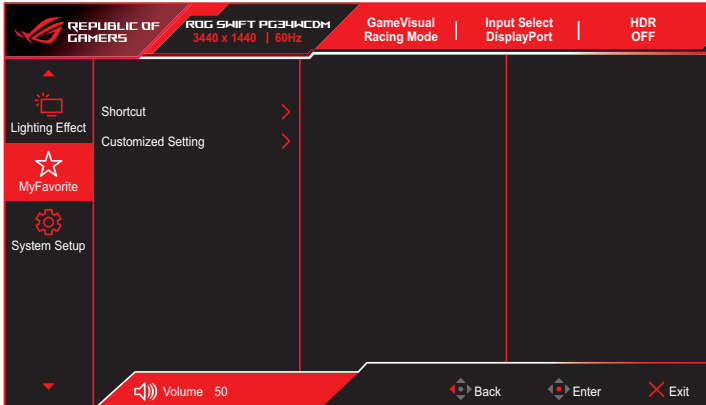 REPUBLIC OF
GAMERS
ROG SWIFT PG34WCDM
3440 x 1440 | 60Hz
GameVisual
Racing Mode
Input Select
DisplayPort
HDR
OFF
Lighting Effect
MyFavorite
System Setup
Shortcut
Customized Setting
Volume 50
Back
Enter
Exit